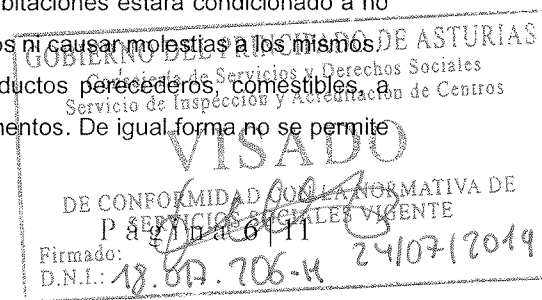 bitaciones estará condicionado a no
os ni causar molestias a los mismos.
GOBIERNO DEL PRINCIPADO DE ASTURIAS
Consejería de Servicios y Derechos Sociales
ductos perecederos, comestibles, a
Servicio de Inspección y Acreditación de Centros
mentos. De igual forma no se permite
VISADO
DE CONFORMIDAD CON LA NORMATIVA DE
SERVICIOS SOCIALES VIGENTE
Página 6|11
Firmado:
24/07/2019
D.N.I.: